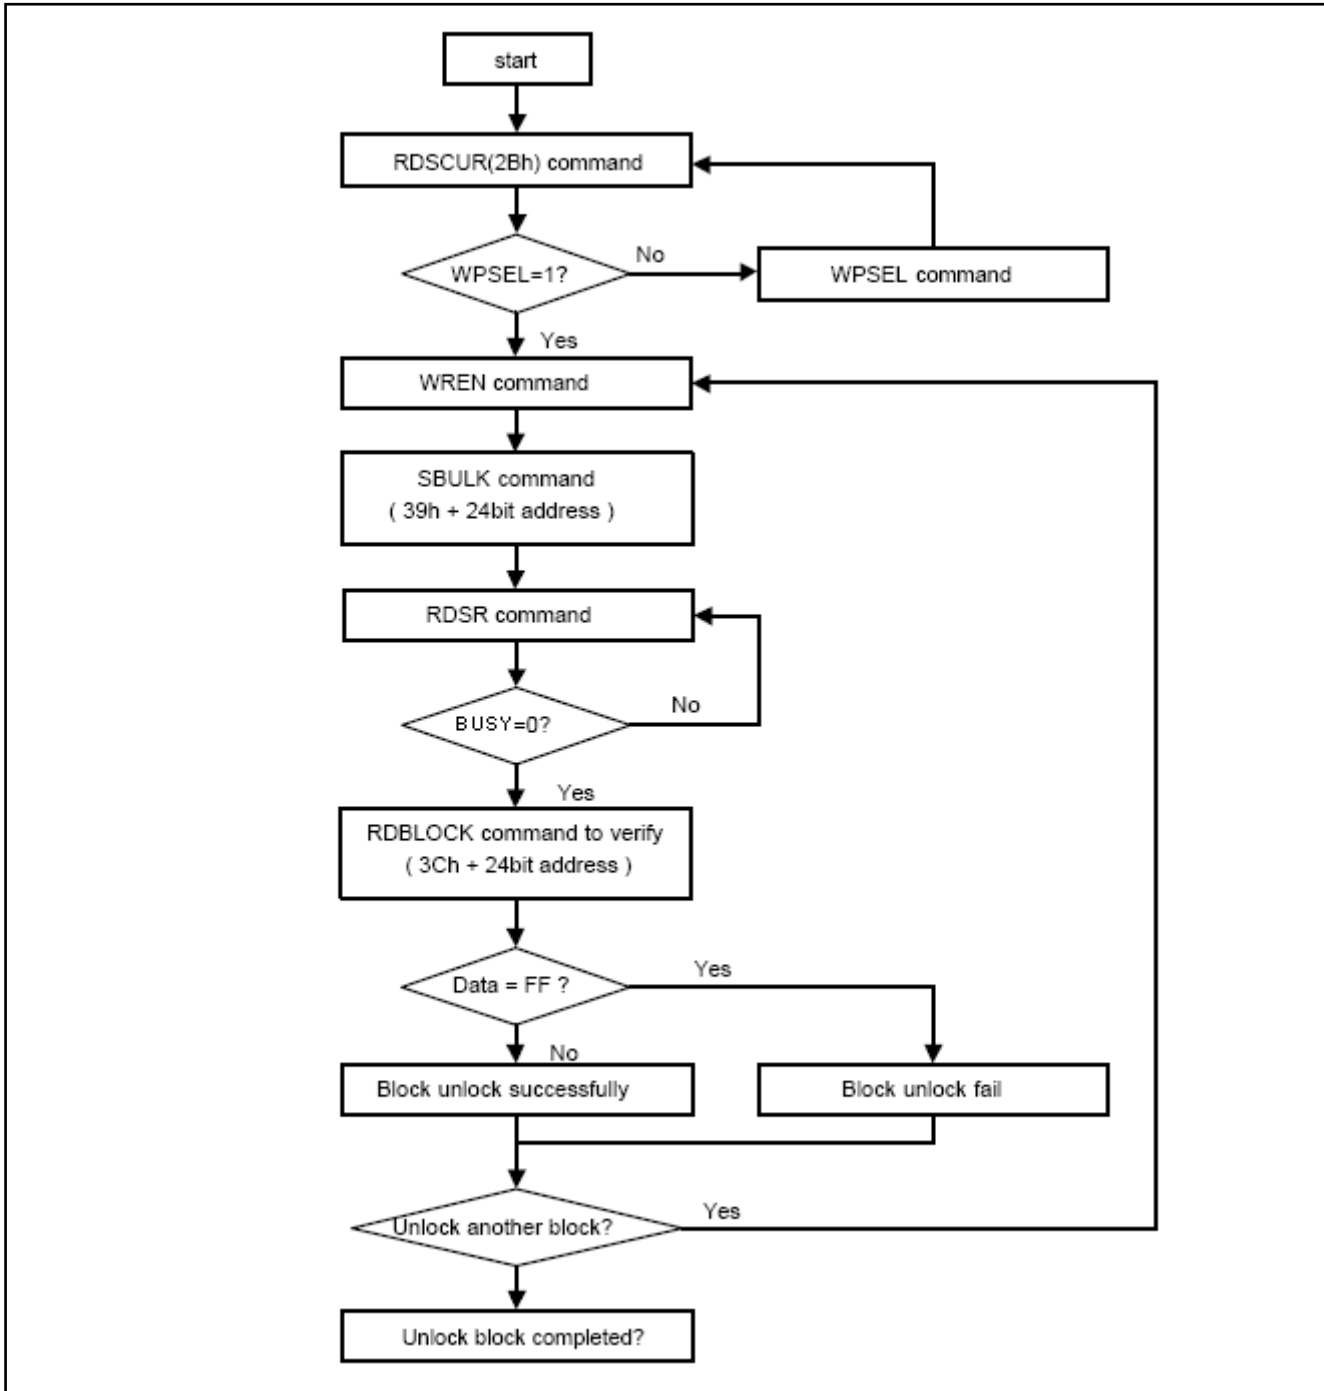 start
RDSCUR(2Bh) command
WPSEL=1?
No
WPSEL command
Yes
WREN command
SBULK command
( 39h + 24bit address )
RDSR command
BUSY=0?
No
Yes
RDBLOCK command to verify
( 3Ch + 24bit address )
Data = FF ?
Yes
No
Block unlock successfully
Block unlock fail
Unlock another block?
Yes
Unlock block completed?